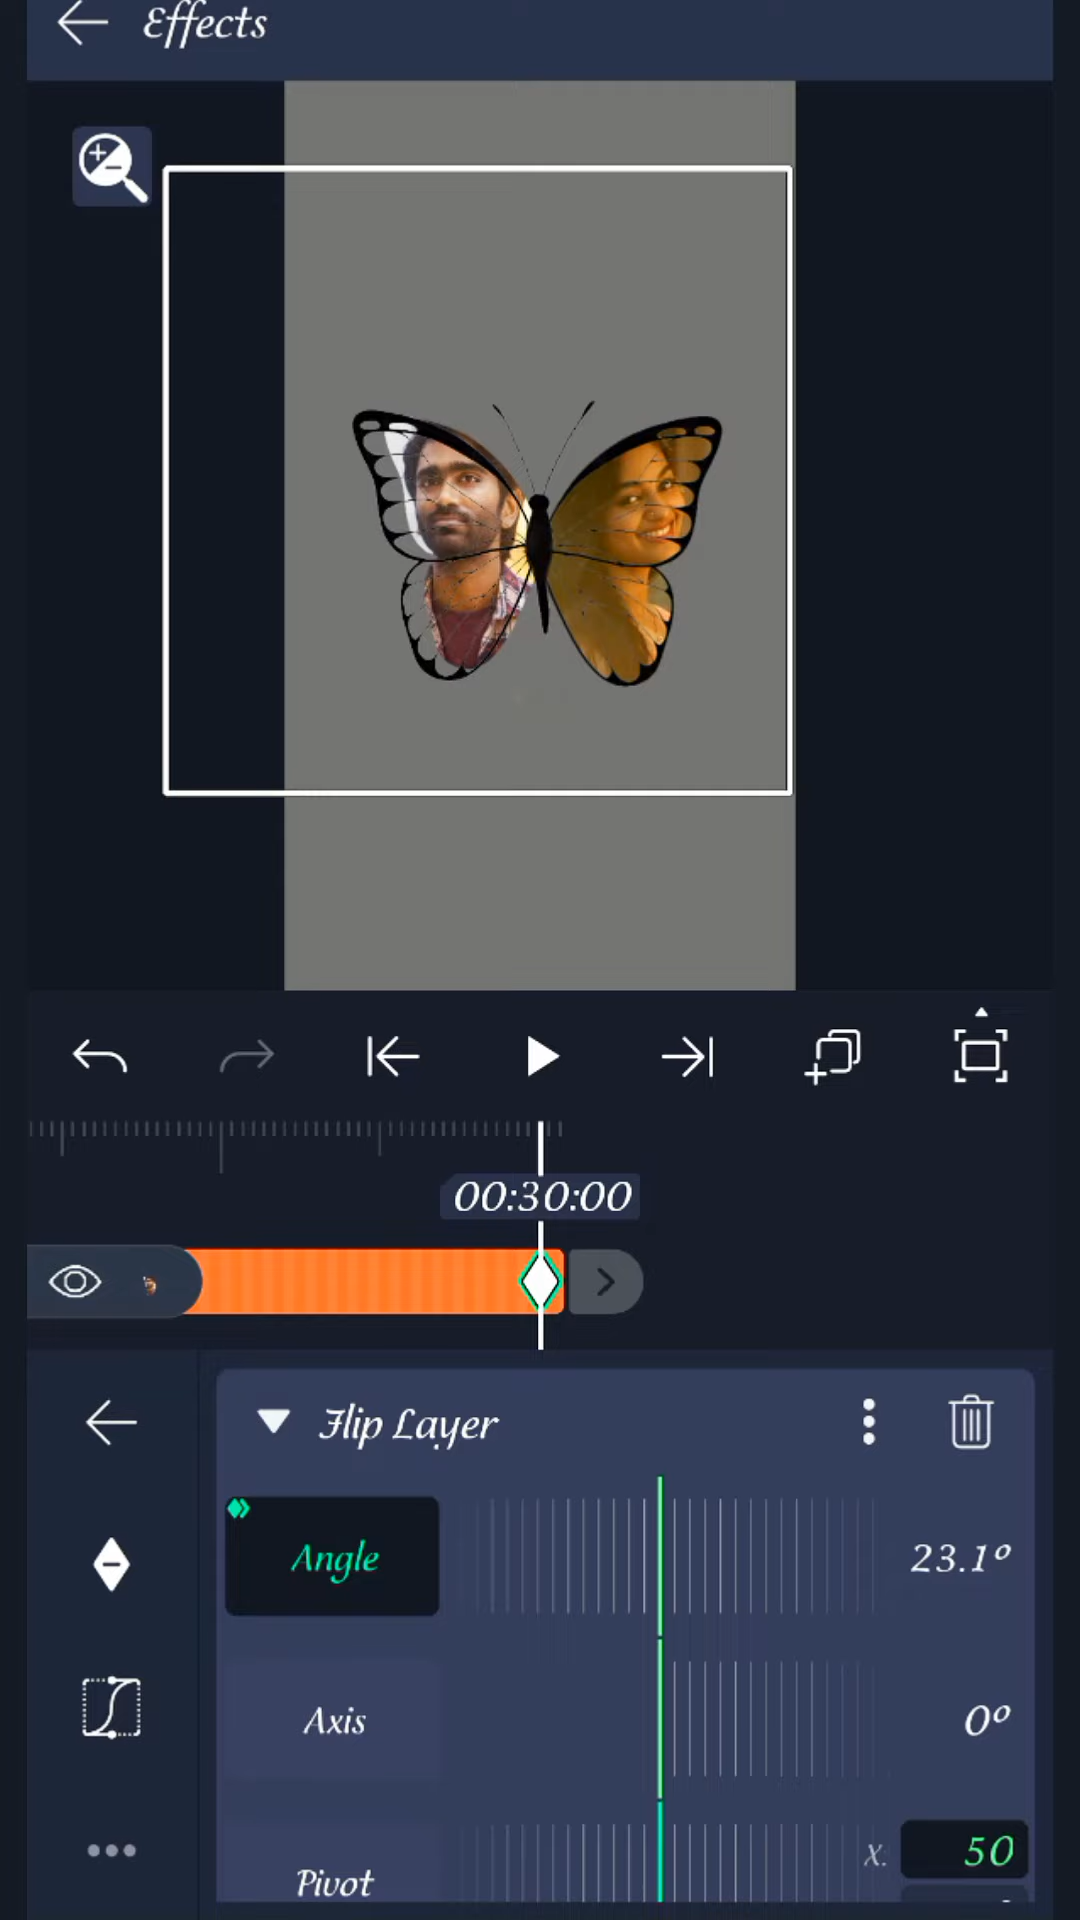 Effects
00:30:00
Flip Layer
Angle
23.1º
Axis
0º
Pivot
X:
50